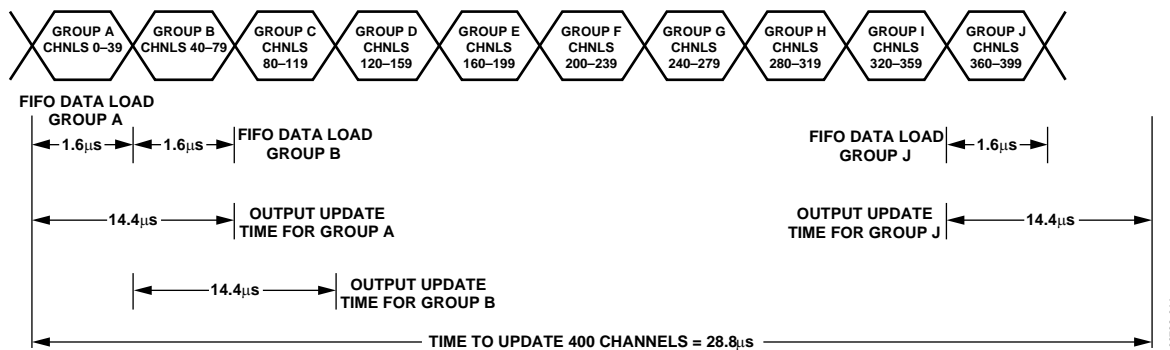 GROUP A
CHNLS 0–39
GROUP B
CHNLS 40–79
GROUP C
CHNLS
80–119
GROUP D
CHNLS
120–159
GROUP E
CHNLS
160–199
GROUP F
CHNLS
200–239
GROUP G
CHNLS
240–279
GROUP H
CHNLS
280–319
GROUP I
CHNLS
320–359
GROUP J
CHNLS
360–399
FIFO DATA LOAD
GROUP A
1.6μs
1.6μs
FIFO DATA LOAD
GROUP B
FIFO DATA LOAD
GROUP J
1.6μs
14.4μs
OUTPUT UPDATE
TIME FOR GROUP A
OUTPUT UPDATE
TIME FOR GROUP J
14.4μs
14.4μs
OUTPUT UPDATE
TIME FOR GROUP B
TIME TO UPDATE 400 CHANNELS = 28.8μs